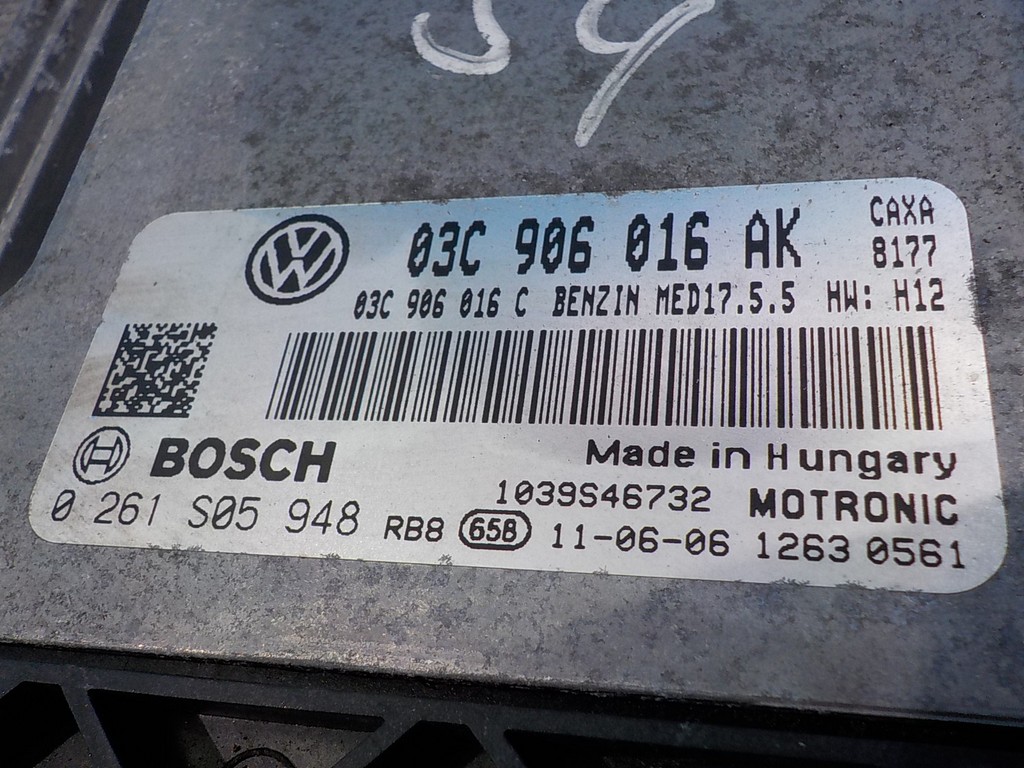 03C 906 016 AK CAXA
8177
03C 906 016 C BENZIN MED17.5.5 HW: H12
BOSCH
Made in Hungary
1039S46732 MOTRONIC
0 261 S05 948 RB8 65B 11-06-06 1263 0561